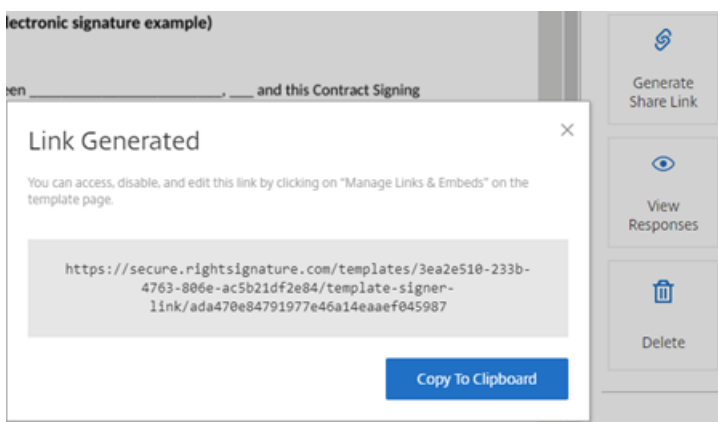 lectronic signature example)
een ________________________, ___ and this Contract Signing
Link Generated
You can access, disable, and edit this link by clicking on "Manage Links & Embeds" on the
template page.
https://secure.rightsignature.com/templates/3ea2e510-233b-
4763-806e-ac5b21df2e84/template-signer-
link/ada470e84791977e46a14eaaef045987
Copy To Clipboard
Generate
Share Link
View
Responses
Delete